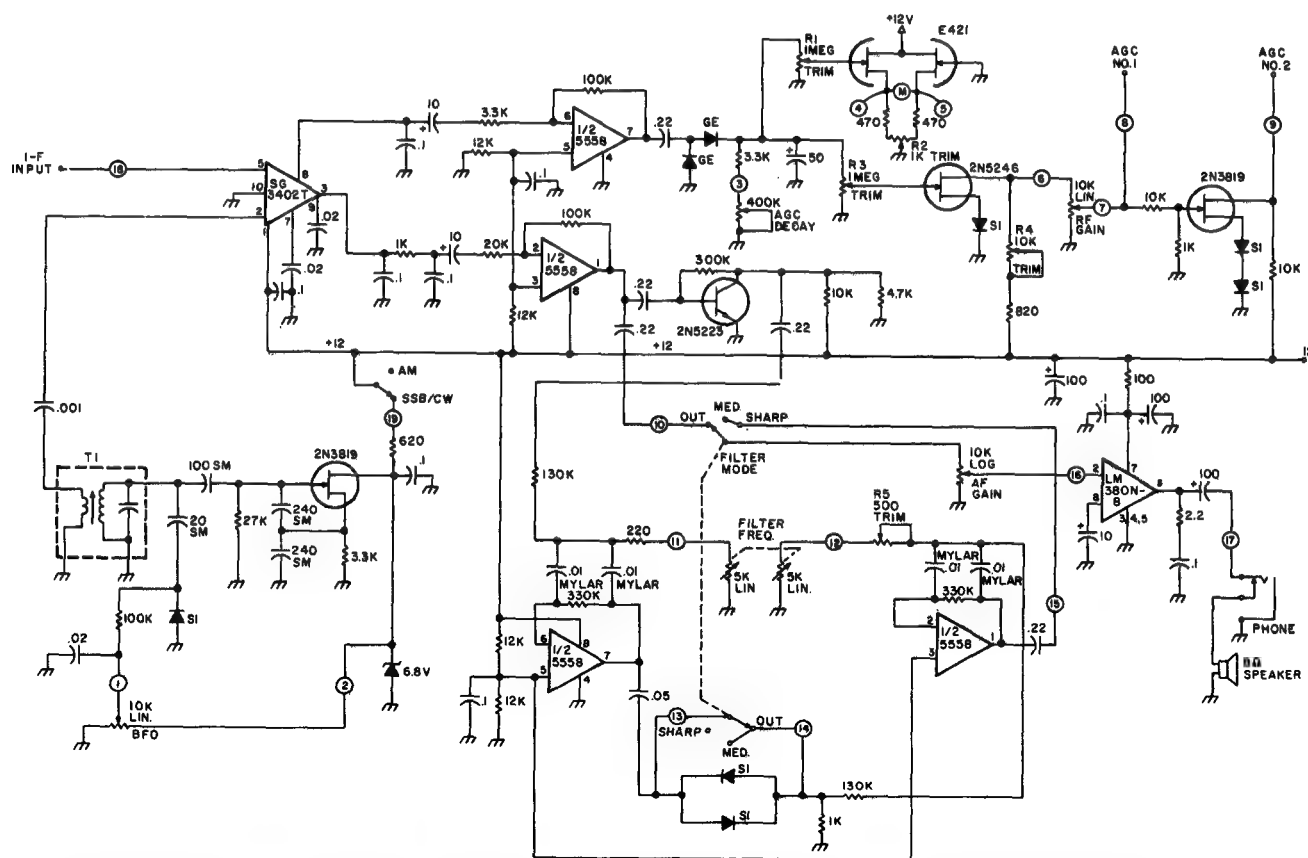 +12V
E421
R1
1MEG
TRIM
M
4
5
470
470
R2
1K TRIM
AGC
NO.1
AGC
NO.2
8
9
100K
10
+
3.3K
6
1/2
5558
7
5
4
.22
GE
GE
12K
.1
.1
3.3K
3
400K
AGC
DECAY
+
50
R3
1MEG
TRIM
2N5246
SI
6
10K
LIN.
7
RF
GAIN
10K
1K
2N3819
SI
SI
10K
R4
10K
TRIM
820
I-F
INPUT
18
5
8
SG
3402T
10
2
1
7
3
9
.02
.02
.1
1K
.1
.1
10
+
20K
100K
2
1/2
5558
1
3
8
12K
.22
.22
300K
2N5223
.22
10K
4.7K
+12
+12
12
AM
SSB/CW
19
620
.1
.001
T1
100 SM
2N3819
20
SM
27K
240
SM
240
SM
3.3K
100K
SI
.02
1
10K
LIN.
BFO
2
6.8V
130K
10
OUT
MED.
SHARP
FILTER
MODE
+
100
100
.1
100
+
10K
LOG
AF
GAIN
16
2
7
LM
380N-
8
8
3,4,5
+
10
100
+
2.2
.1
17
PHONE
8Ω
SPEAKER
220
11
.01
MYLAR
.01
MYLAR
330K
FILTER
FREQ.
5K
LIN
5K
LIN.
12
R5
500
TRIM
MYLAR
.01
.01
MYLAR
330K
2
1/2
5558
1
3
.22
15
12K
12K
.1
6
8
1/2
5558
7
5
4
.05
13
SHARP
OUT
14
MED.
SI
SI
1K
130K